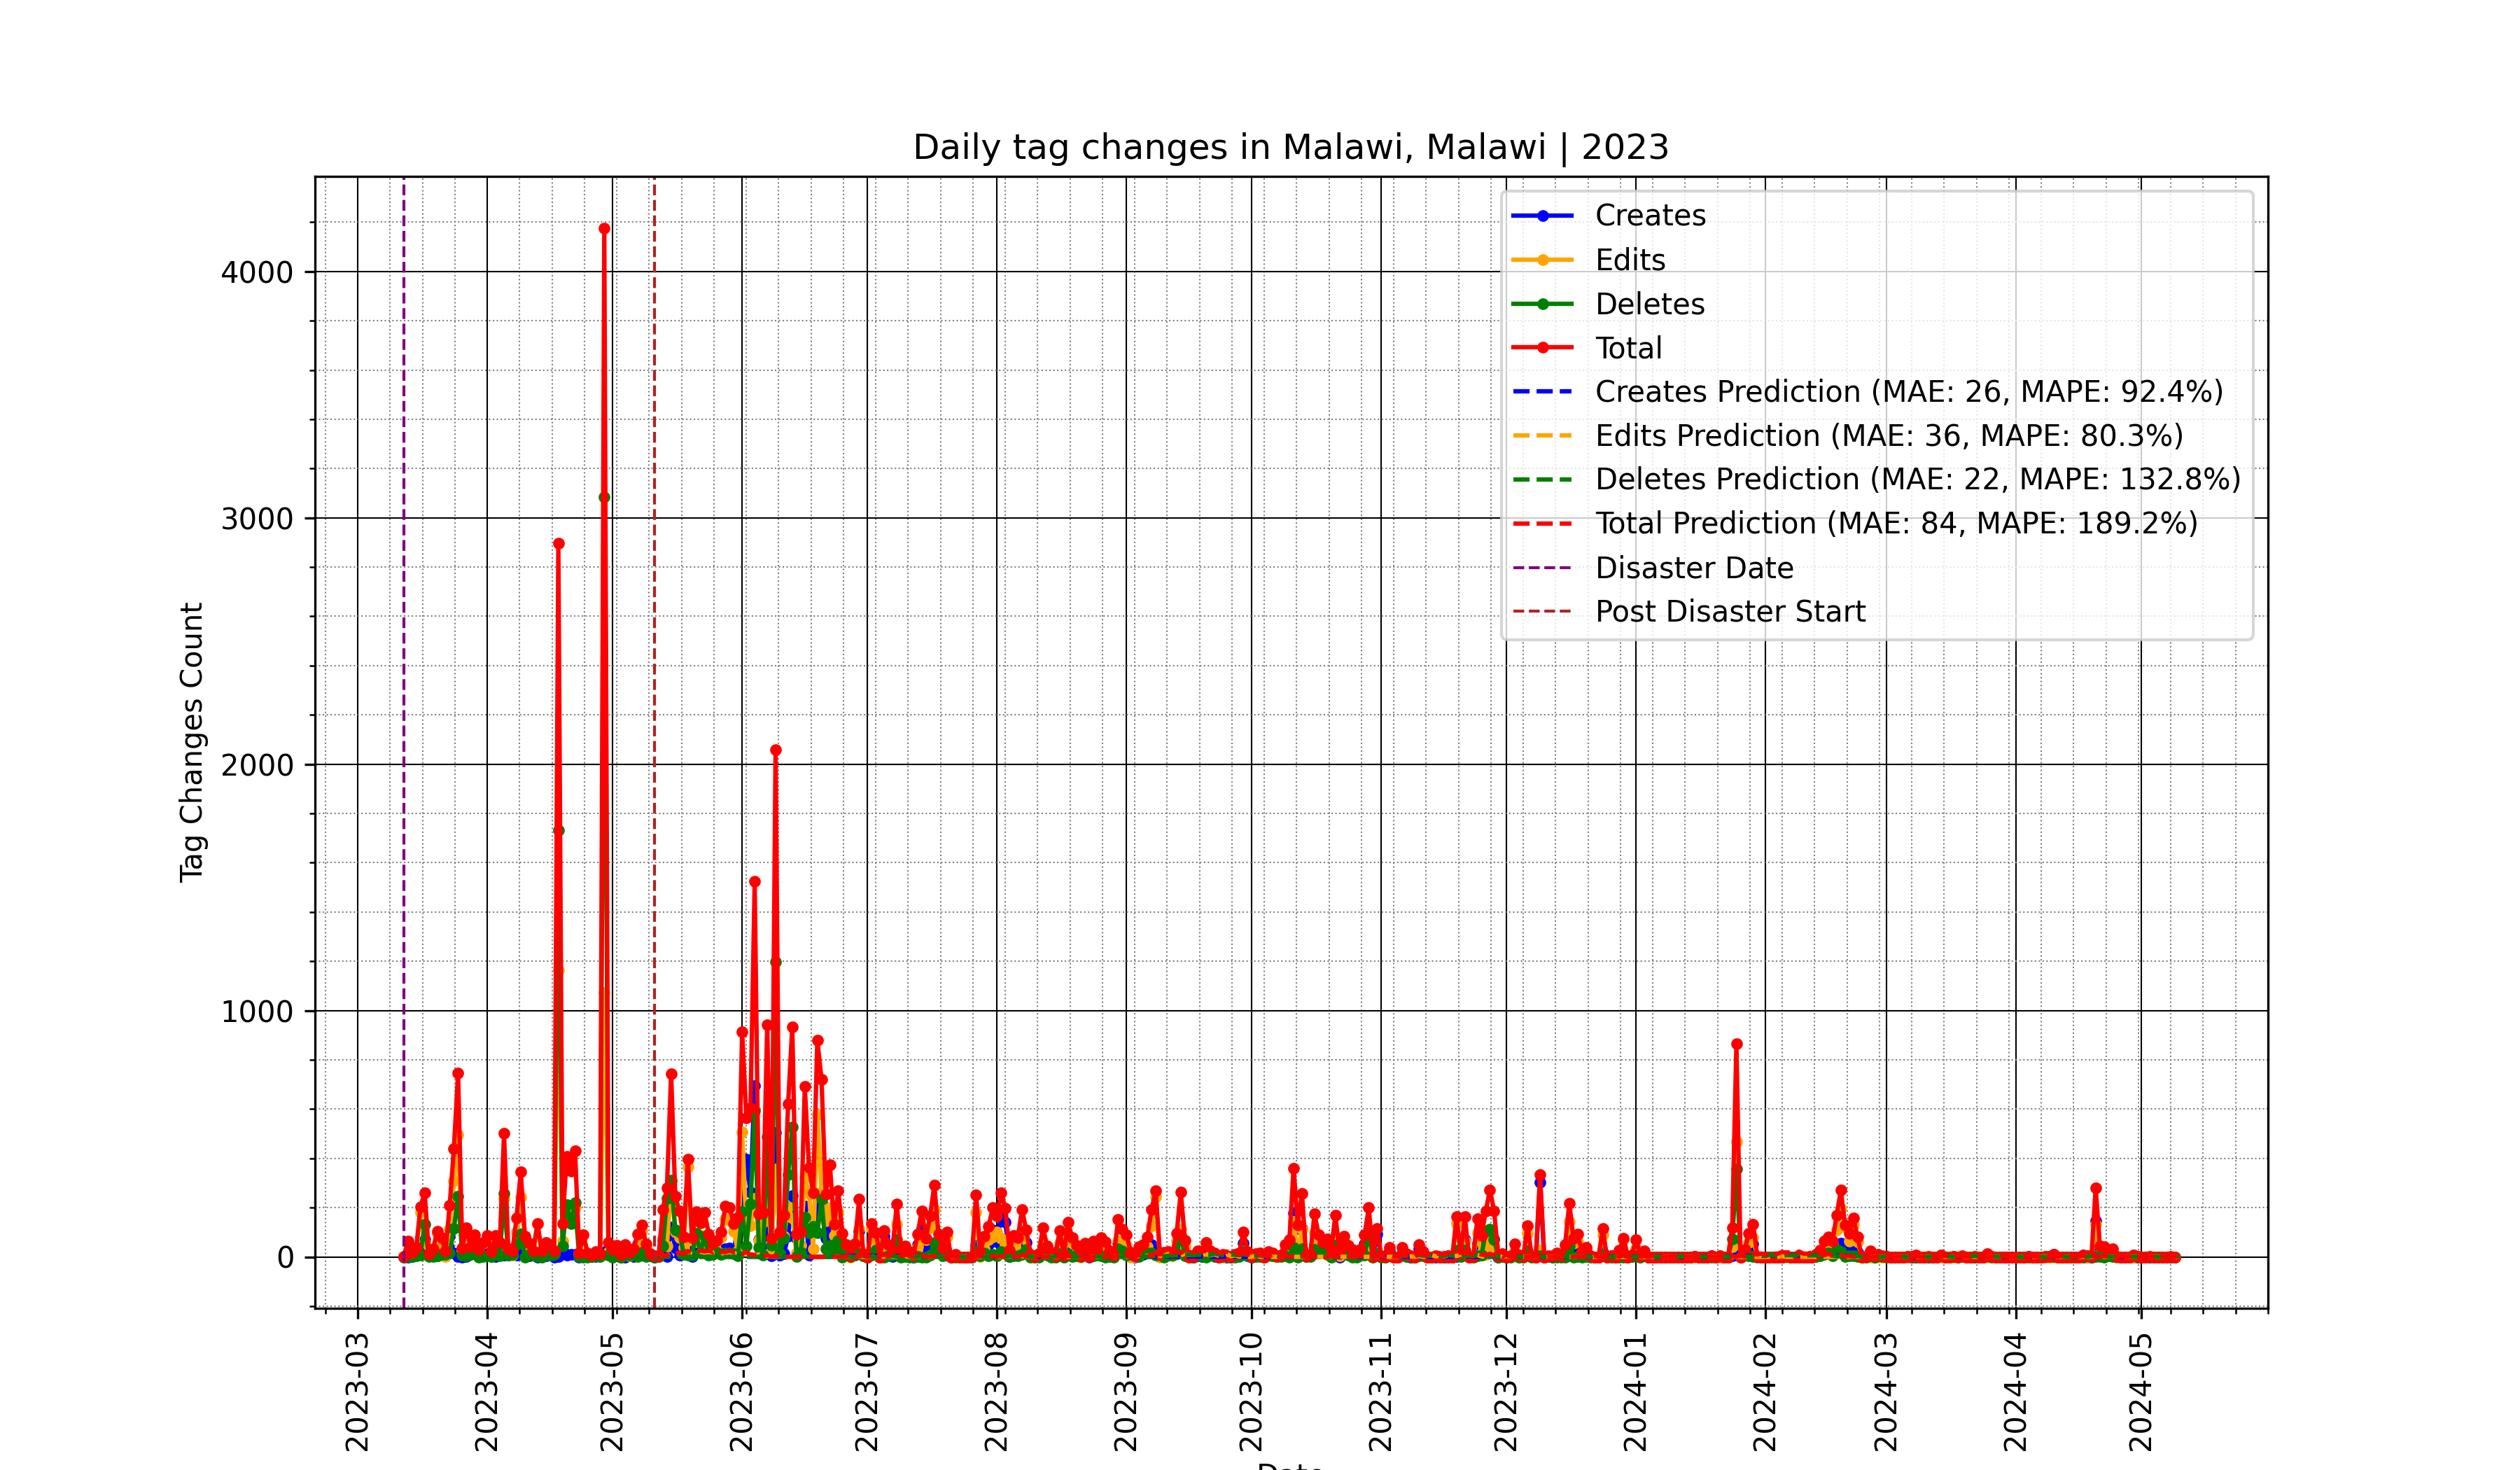 Daily tag changes in Malawi, Malawi | 2023
Tag Changes Count
4000
3000
2000
1000
0
Creates
Edits
Deletes
Total
Creates Prediction (MAE: 26, MAPE: 92.4%)
Edits Prediction (MAE: 36, MAPE: 80.3%)
Deletes Prediction (MAE: 22, MAPE: 132.8%)
Total Prediction (MAE: 84, MAPE: 189.2%)
Disaster Date
Post Disaster Start
2023-03
2023-04
2023-05
2023-06
2023-07
2023-08
2023-09
2023-10
2023-11
2023-12
2024-01
2024-02
2024-03
2024-04
2024-05
Date